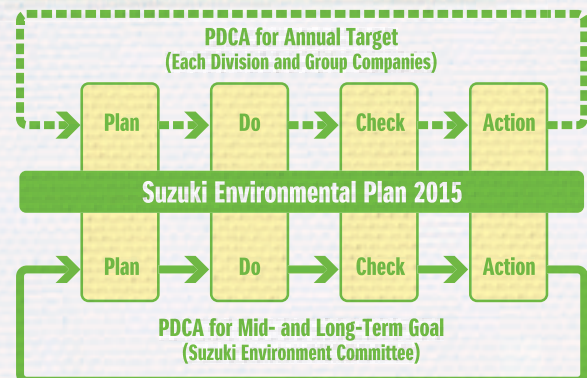 PDCA for Annual Target
(Each Division and Group Companies)
Plan Do Check Action
Suzuki Environmental Plan 2015
Plan Do Check Action
PDCA for Mid- and Long-Term Goal
(Suzuki Environment Committee)